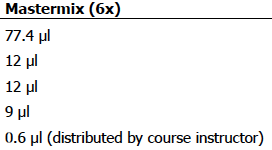 Mastermix (6x)
77.4 µl
12 µl
12 µl
9 µl
0.6 µl (distributed by course instructor)